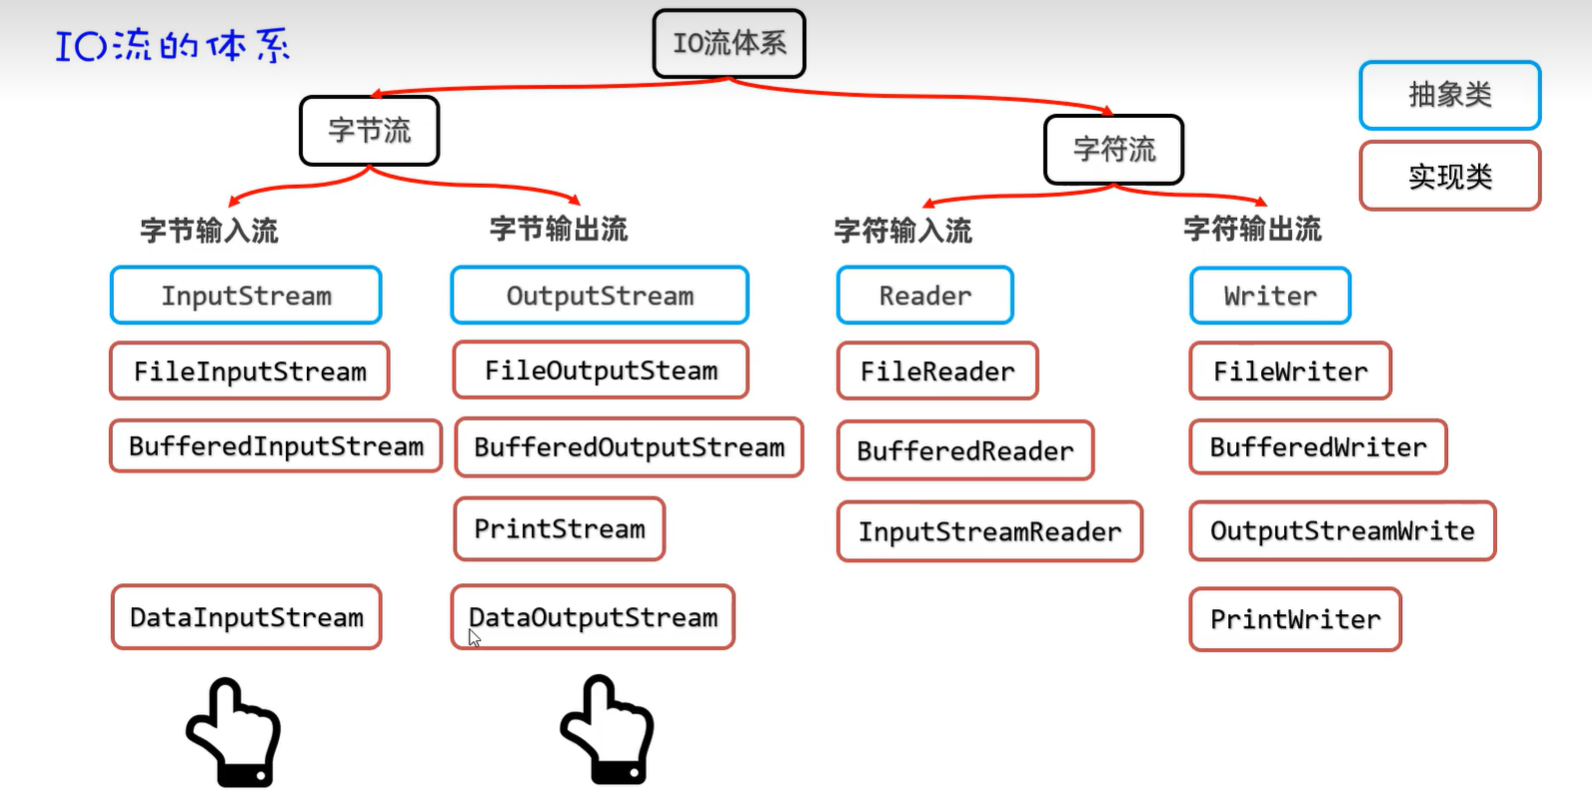 IO流的体系
IO流体系
抽象类
实现类
字节流
字符流
字节输入流
字节输出流
字符输入流
字符输出流
InputStream
OutputStream
Reader
Writer
FileInputStream
FileOutputSteam
FileReader
FileWriter
BufferedInputStream
BufferedOutputStream
BufferedReader
BufferedWriter
PrintStream
InputStreamReader
OutputStreamWrite
DataInputStream
DataOutputStream
PrintWriter